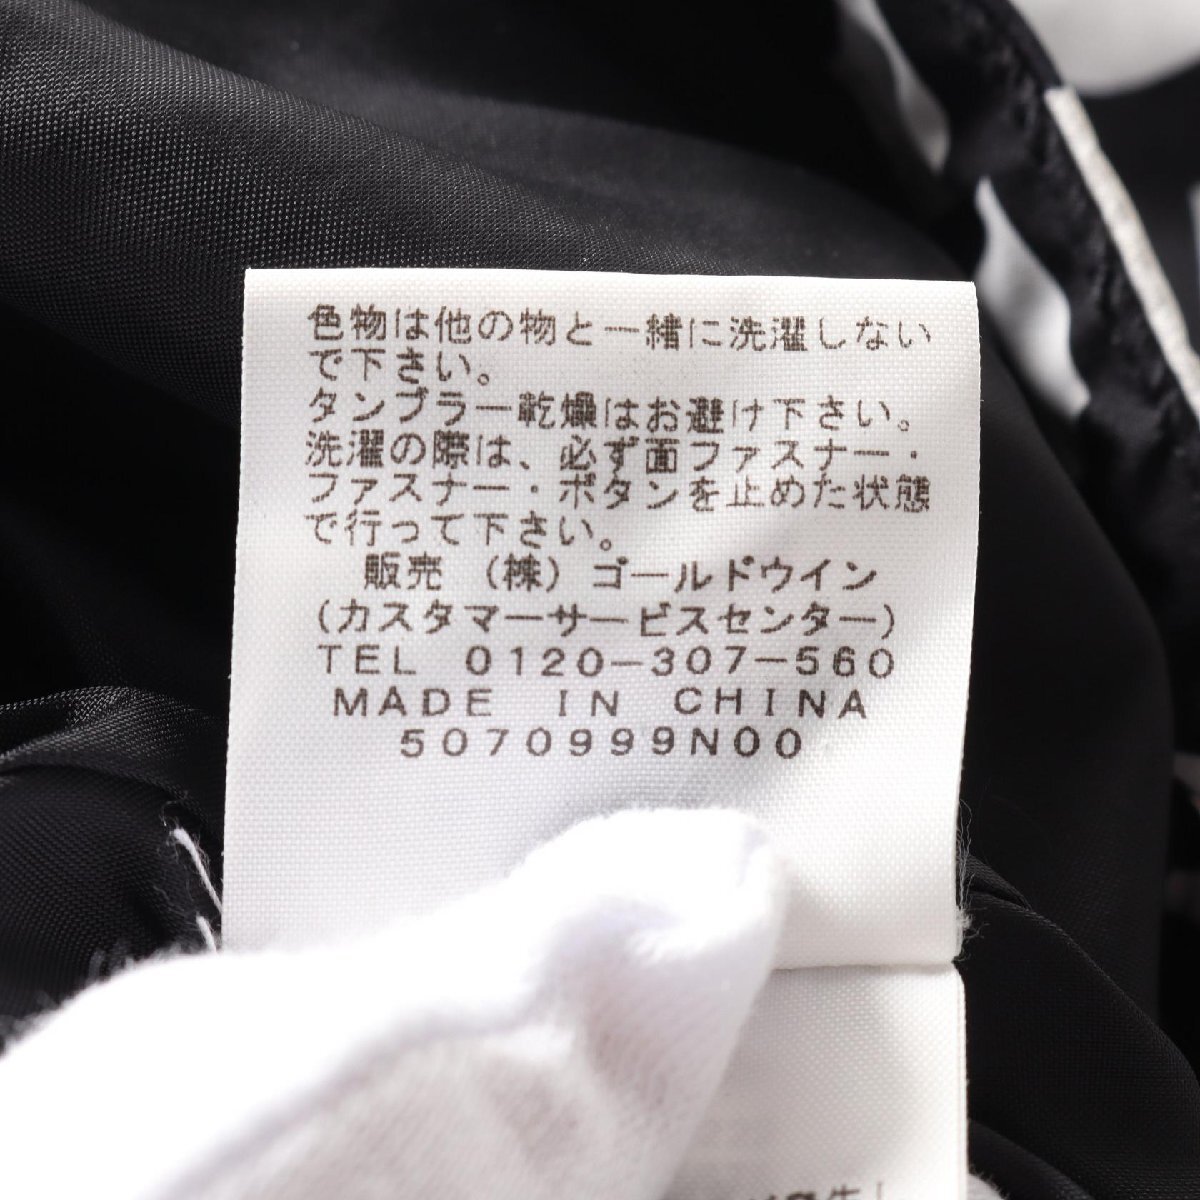 色物は他の物と一緒に洗濯しない
で下さい。
タンブラー乾燥はお避け下さい。
洗濯の際は、必ず面ファスナー・
ファスナー・ボタンを止めた状態
で行って下さい。
販売 (株) ゴールドウイン
(カスタマーサービスセンター)
TEL 0120-307-560
MADE IN CHINA
5070999N00